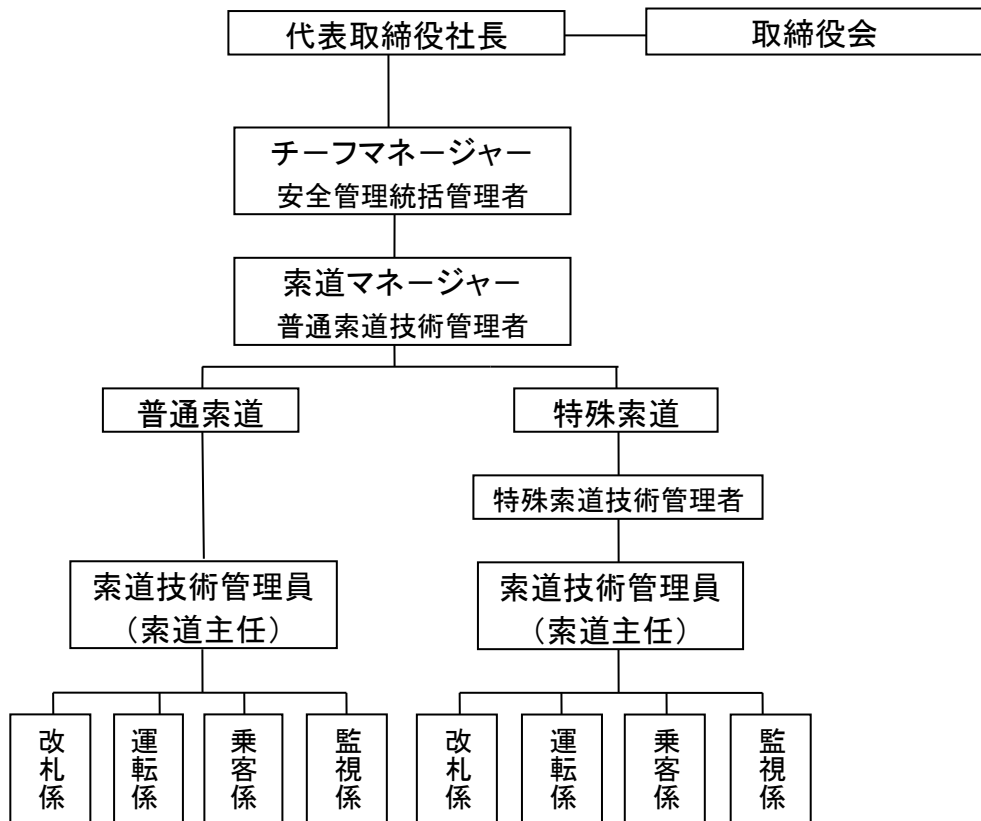 代表取締役社長
取締役会
チーフマネージャー
安全管理統括管理者
索道マネージャー
普通索道技術管理者
普通索道
特殊索道
特殊索道技術管理者
索道技術管理員
（索道主任）
索道技術管理員
（索道主任）
改札係
運転係
乗客係
監視係
改札係
運転係
乗客係
監視係